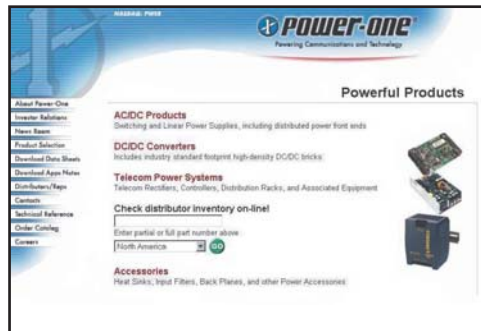 NASDAQ: PWER
POWER-ONE
Powering Communications and Technology
Powerful Products
About Power-One
Investor Relations
News Room
Product Selection
Download Data Sheets
Download Apps Notes
Distributors/Reps
Contacts
Technical Reference
Order Catalog
Careers
AC/DC Products
Switching and Linear Power Supplies, including distributed power front ends
DC/DC Converters
Includes industry standard footprint high-density DC/DC bricks
Telecom Power Systems
Telecom Rectifiers, Controllers, Distribution Racks, and Associated Equipment
Check distributor inventory on-line!
Enter partial or full part number above
North America
GO
Accessories
Heat Sinks, Input Filters, Back Planes, and other Power Accessories